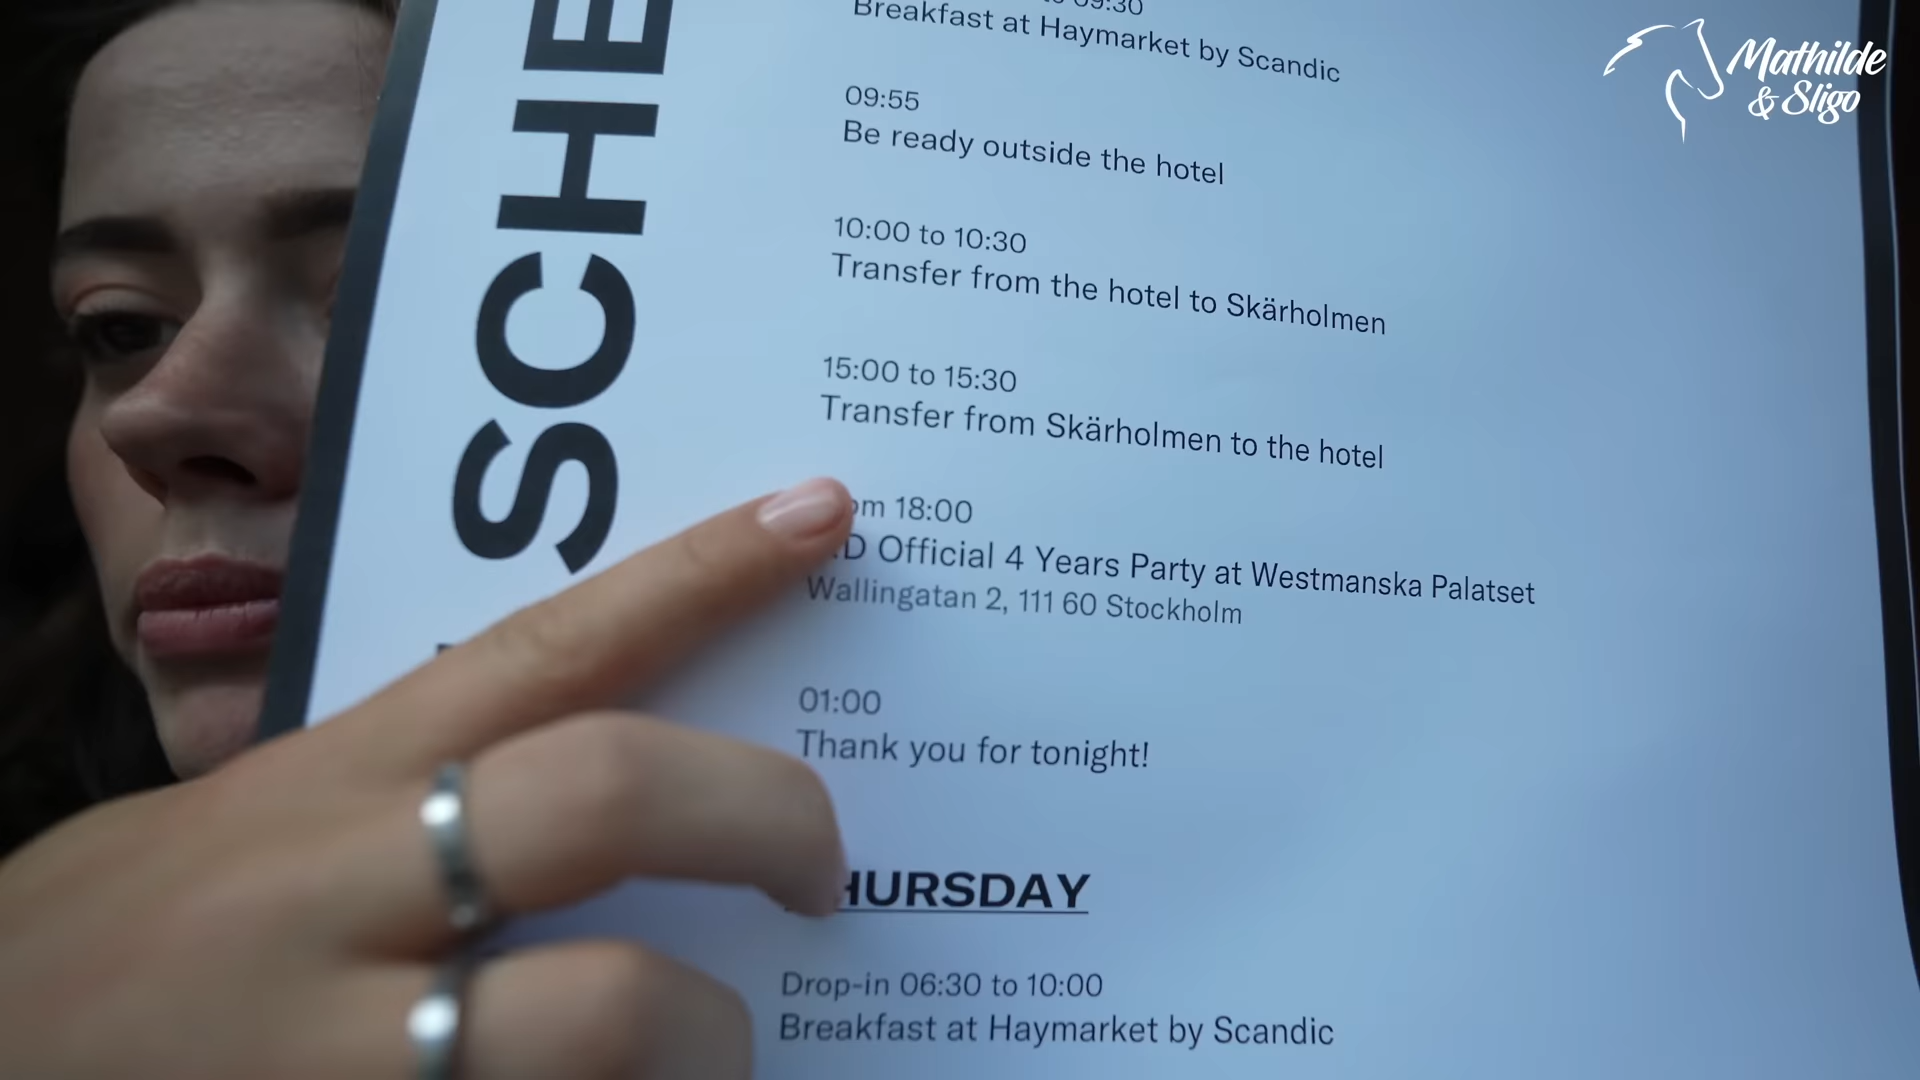 Mathilde
& Sligo
SCHE
09:30
Breakfast at Haymarket by Scandic
09:55
Be ready outside the hotel
10:00 to 10:30
Transfer from the hotel to Skärholmen
15:00 to 15:30
Transfer from Skärholmen to the hotel
om 18:00
D Official 4 Years Party at Westmanska Palatset
Wallingatan 2, 111 60 Stockholm
01:00
Thank you for tonight!
HURSDAY
Drop-in 06:30 to 10:00
Breakfast at Haymarket by Scandic